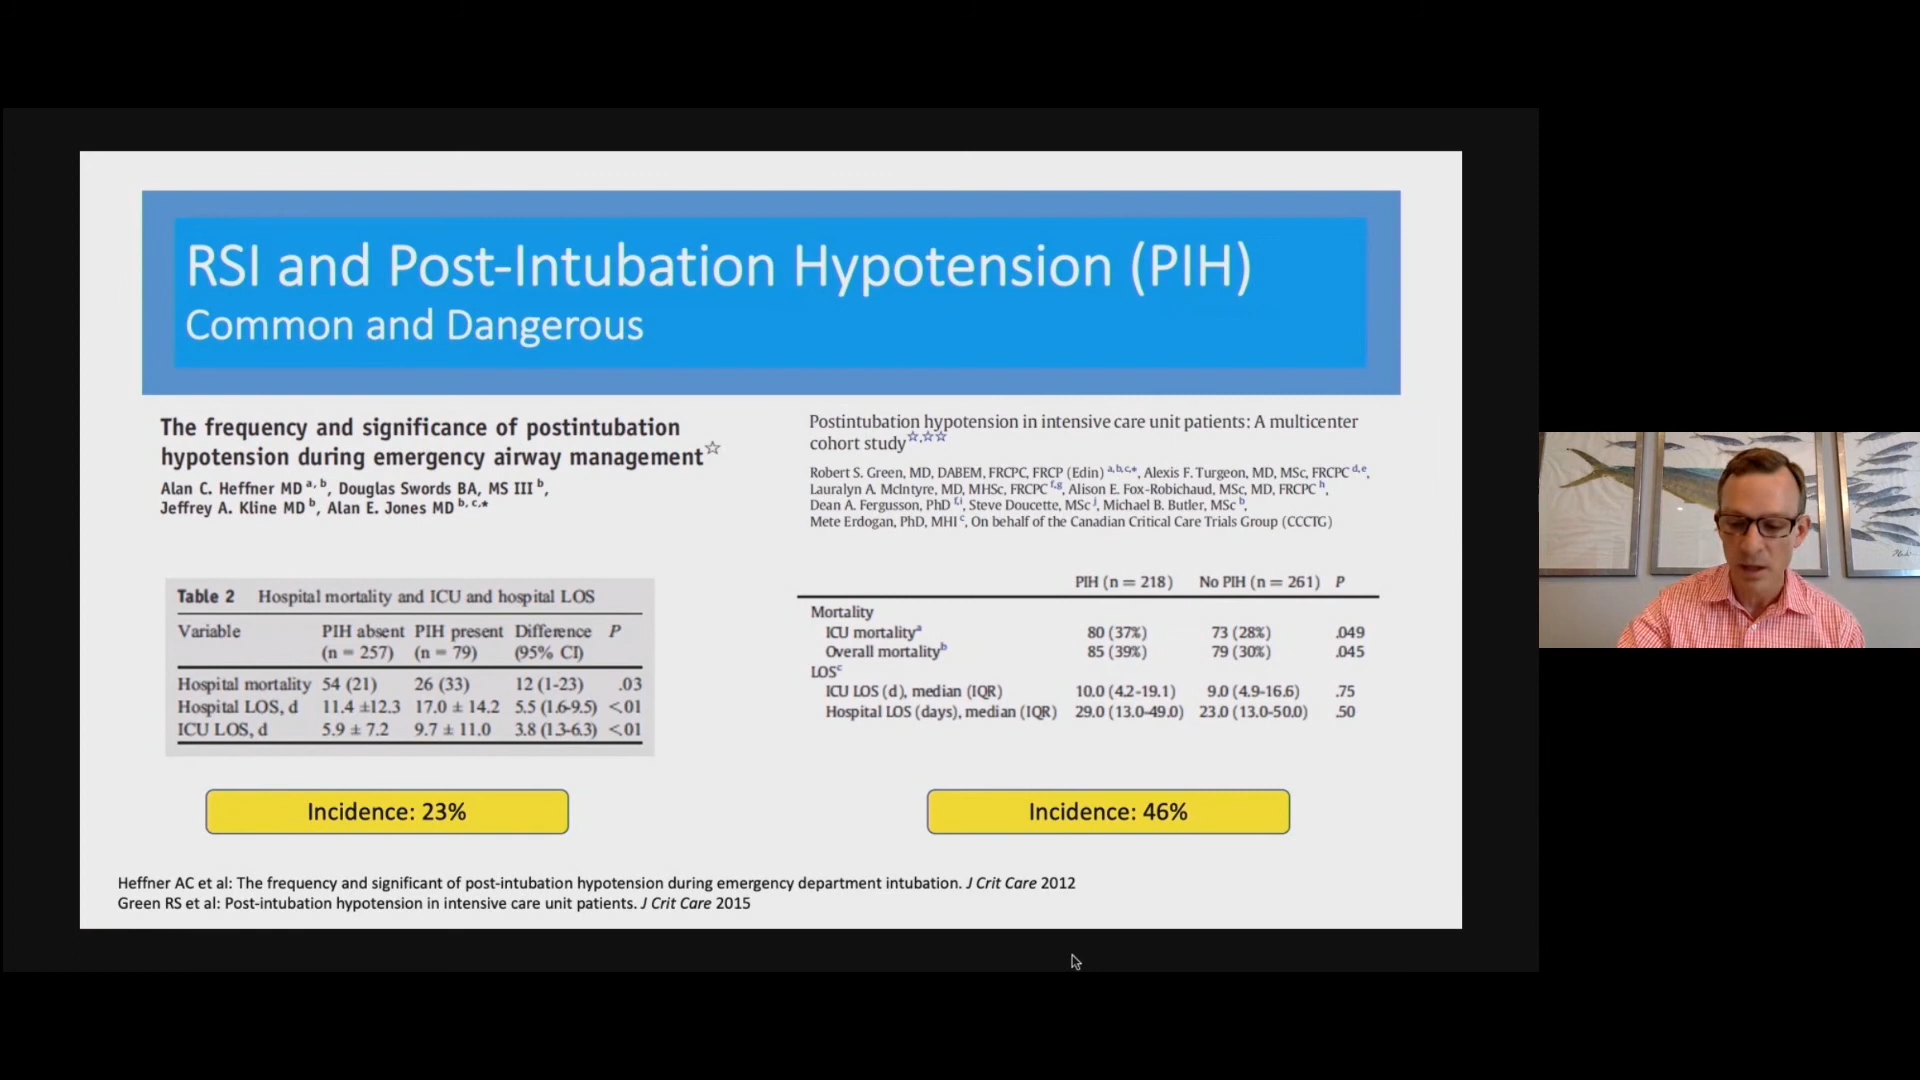 RSI and Post-Intubation Hypotension (PIH)
Common and Dangerous
The frequency and significance of postintubation
hypotension during emergency airway management☆
Alan C. Heffner MD a, b, Douglas Swords BA, MS III b,
Jeffrey A. Kline MD b, Alan E. Jones MD b, c,*
Table 2 Hospital mortality and ICU and hospital LOS
Variable PIH absent PIH present Difference P
(n = 257) (n = 79) (95% CI)
Hospital mortality 54 (21) 26 (33) 12 (1-23) .03
Hospital LOS, d 11.4 ±12.3 17.0 ± 14.2 5.5 (1.6-9.5) <.01
ICU LOS, d 5.9 ± 7.2 9.7 ± 11.0 3.8 (1.3-6.3) <.01
Incidence: 23%
Postintubation hypotension in intensive care unit patients: A multicenter
cohort study☆,☆☆
Robert S. Green, MD, DABEM, FRCPC, FRCP (Edin) a,b,c,*, Alexis F. Turgeon, MD, MSc, FRCPC d,e,
Lauralyn A. McIntyre, MD, MHSc, FRCPC f,g, Alison E. Fox-Robichaud, MSc, MD, FRCPC h,
Dean A. Fergusson, PhD f,i, Steve Doucette, MSc j, Michael B. Butler, MSc b,
Mete Erdogan, PhD, MHI c, On behalf of the Canadian Critical Care Trials Group (CCCTG)
PIH (n = 218) No PIH (n = 261) P
Mortality
ICU mortality a 80 (37%) 73 (28%) .049
Overall mortality b 85 (39%) 79 (30%) .045
LOS c
ICU LOS (d), median (IQR) 10.0 (4.2-19.1) 9.0 (4.9-16.6) .75
Hospital LOS (days), median (IQR) 29.0 (13.0-49.0) 23.0 (13.0-50.0) .50
Incidence: 46%
Heffner AC et al: The frequency and significant of post-intubation hypotension during emergency department intubation. J Crit Care 2012
Green RS et al: Post-intubation hypotension in intensive care unit patients. J Crit Care 2015